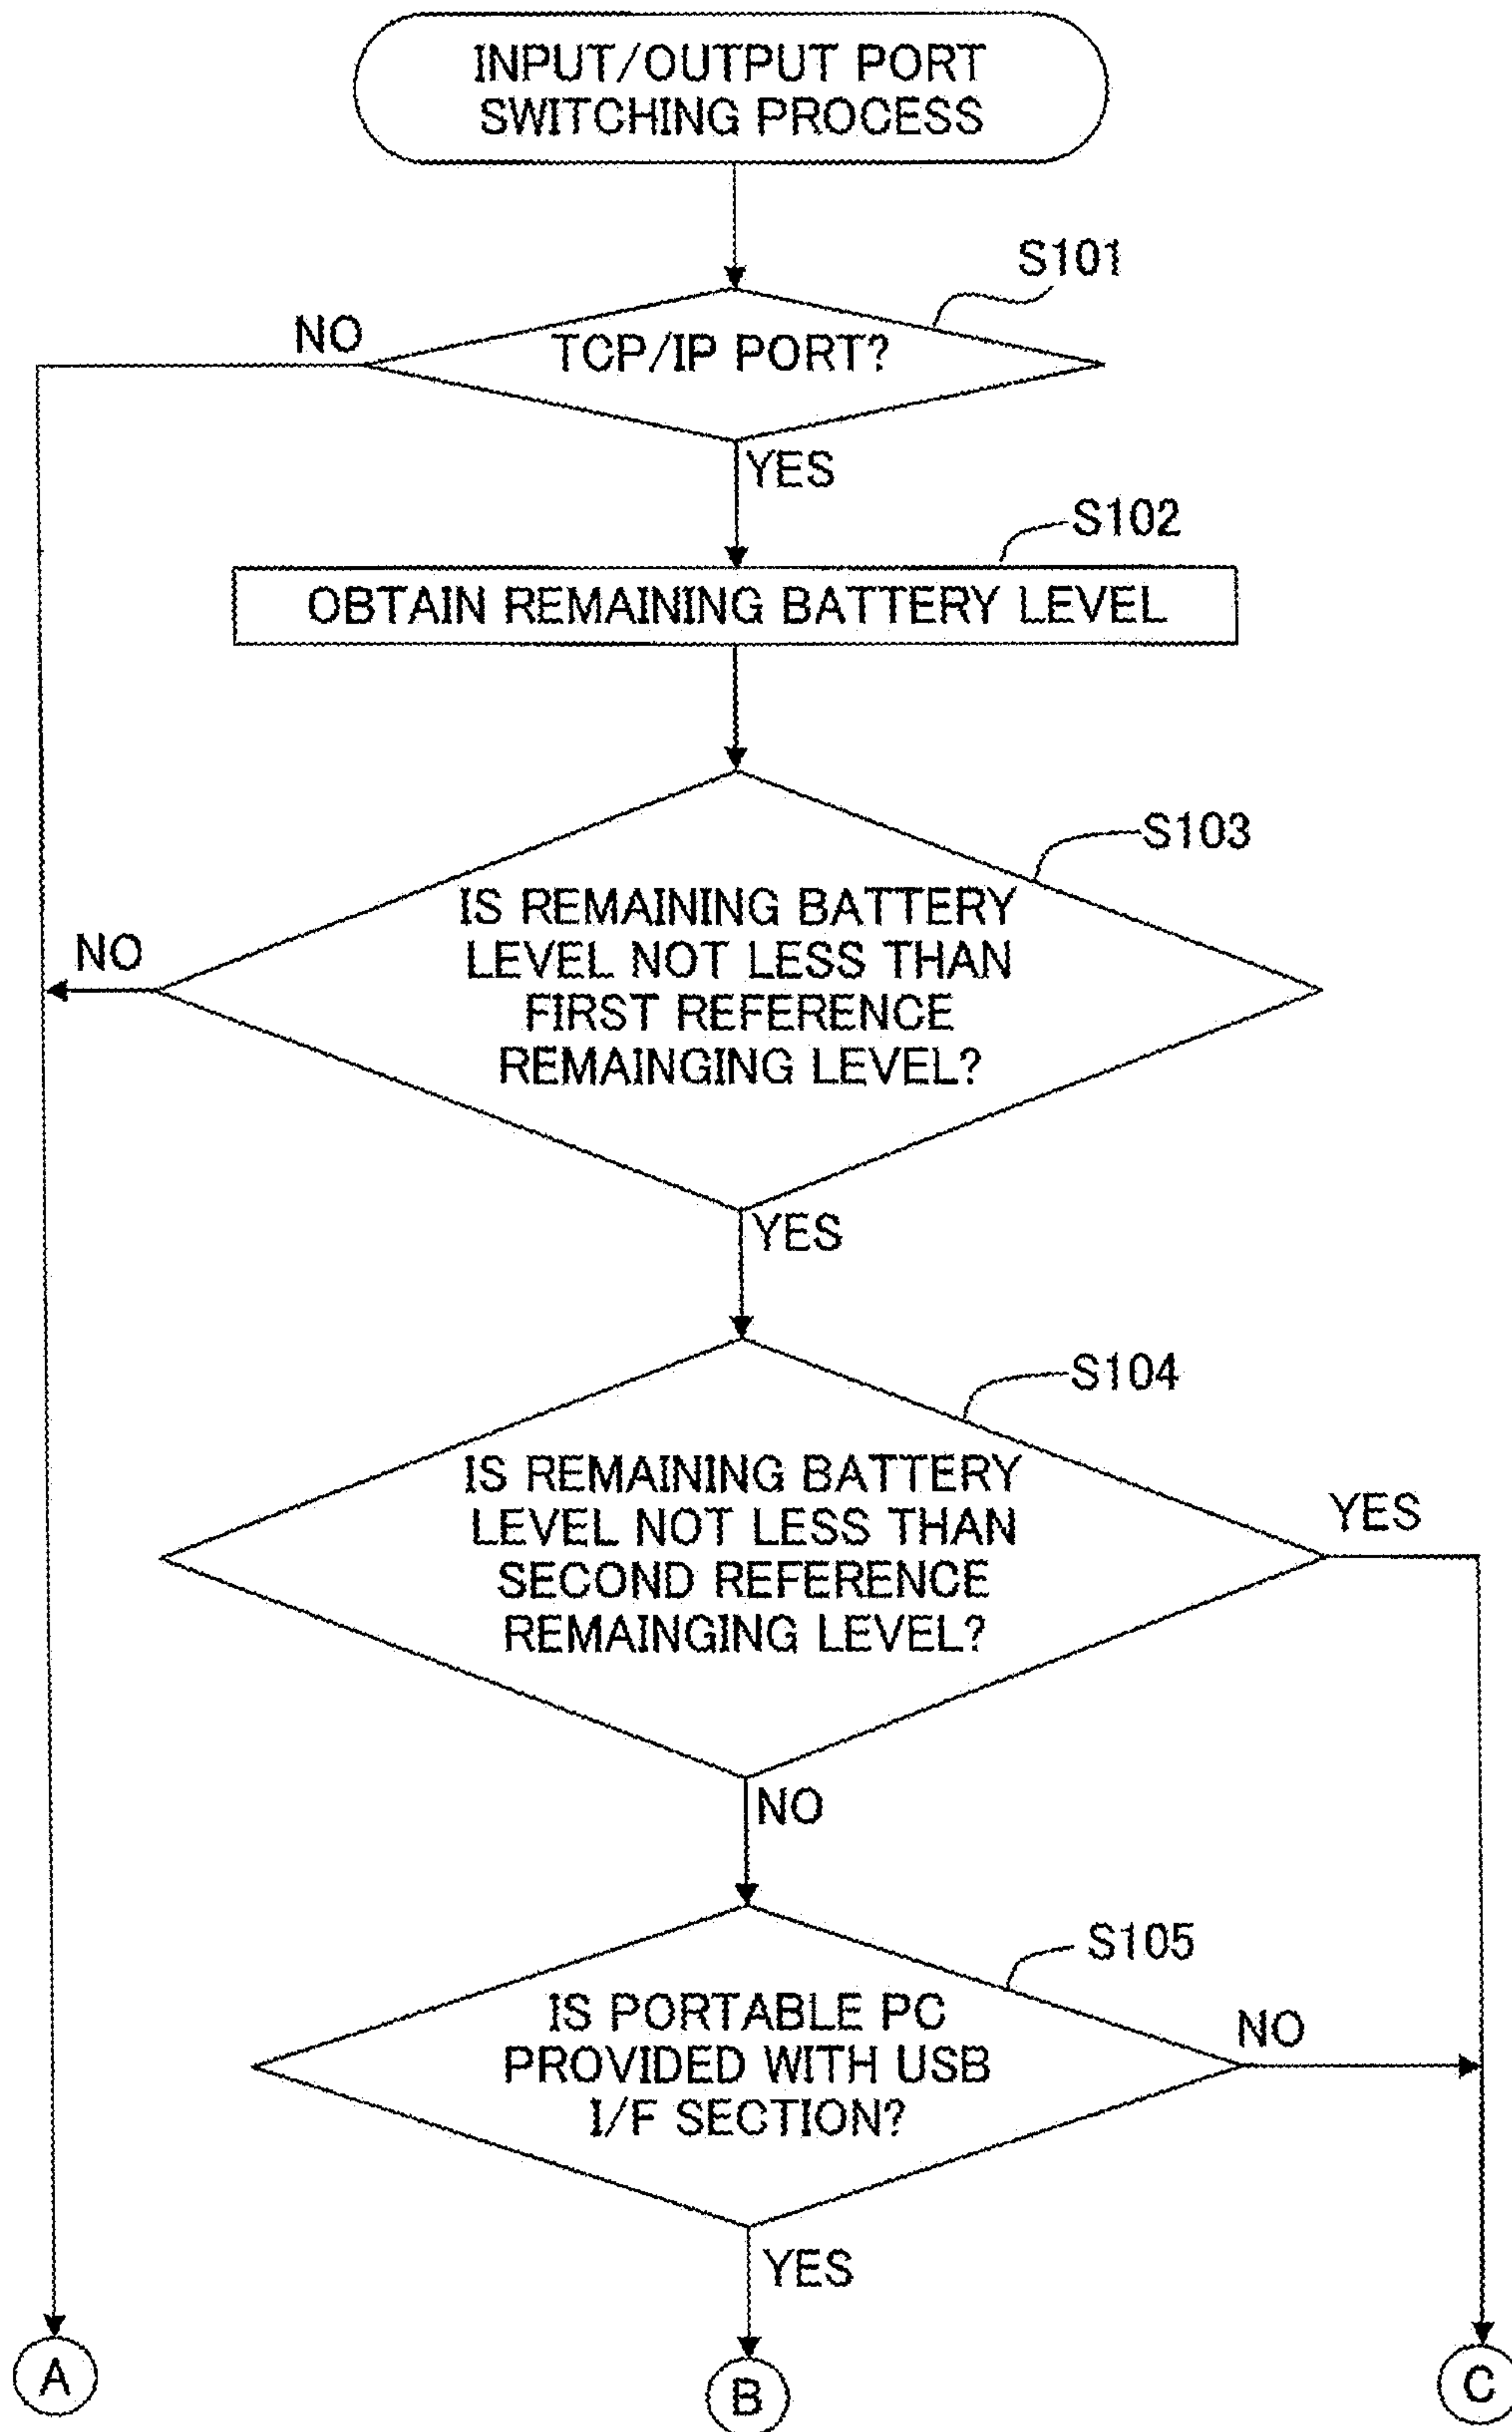 INPUT/OUTPUT PORT
SWITCHING PROCESS
S101
NO
TCP/IP PORT?
YES
S102
OBTAIN REMAINING BATTERY LEVEL
S103
IS REMAINING BATTERY
LEVEL NOT LESS THAN
FIRST REFERENCE
REMAINGING LEVEL?
NO
YES
S104
IS REMAINING BATTERY
LEVEL NOT LESS THAN
SECOND REFERENCE
REMAINGING LEVEL?
YES
NO
S105
IS PORTABLE PC
PROVIDED WITH USB
I/F SECTION?
NO
YES
A
B
C